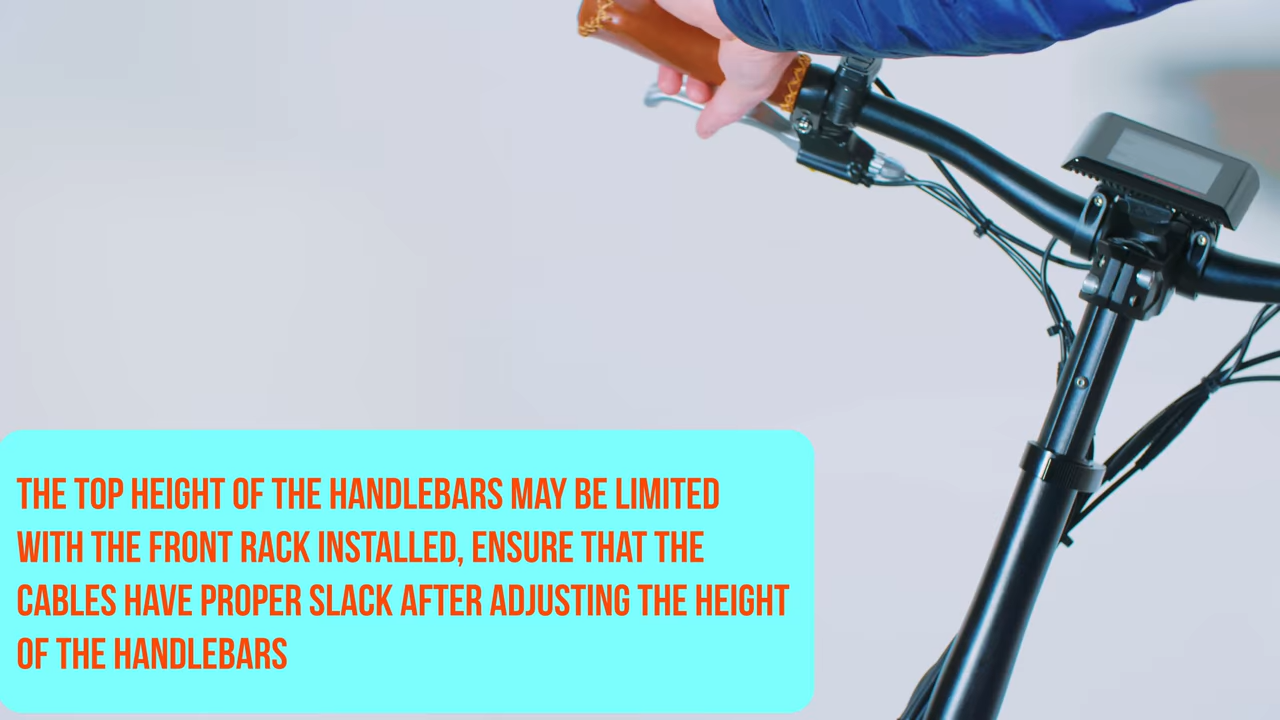 THE TOP HEIGHT OF THE HANDLEBARS MAY BE LIMITED
WITH THE FRONT RACK INSTALLED, ENSURE THAT THE
CABLES HAVE PROPER SLACK AFTER ADJUSTING THE HEIGHT
OF THE HANDLEBARS